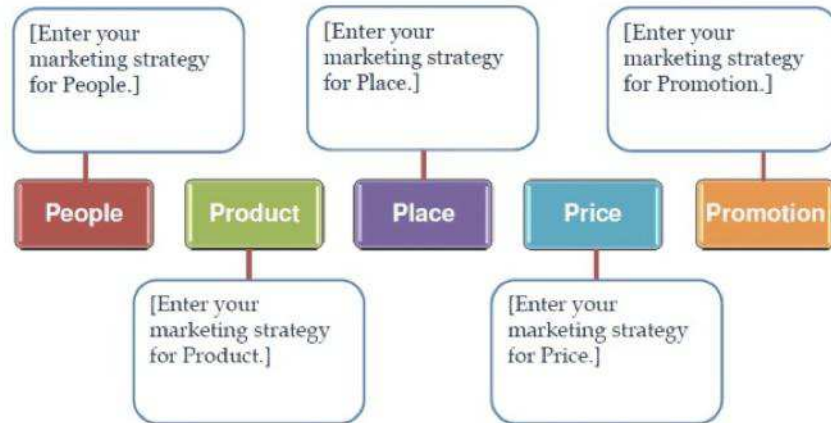 [Enter your
marketing strategy
for People.]
[Enter your
marketing strategy
for Place.]
[Enter your
marketing strategy
for Promotion.]
People
Product
Place
Price
Promotion
[Enter your
marketing strategy
for Product.]
[Enter your
marketing strategy
for Price.]